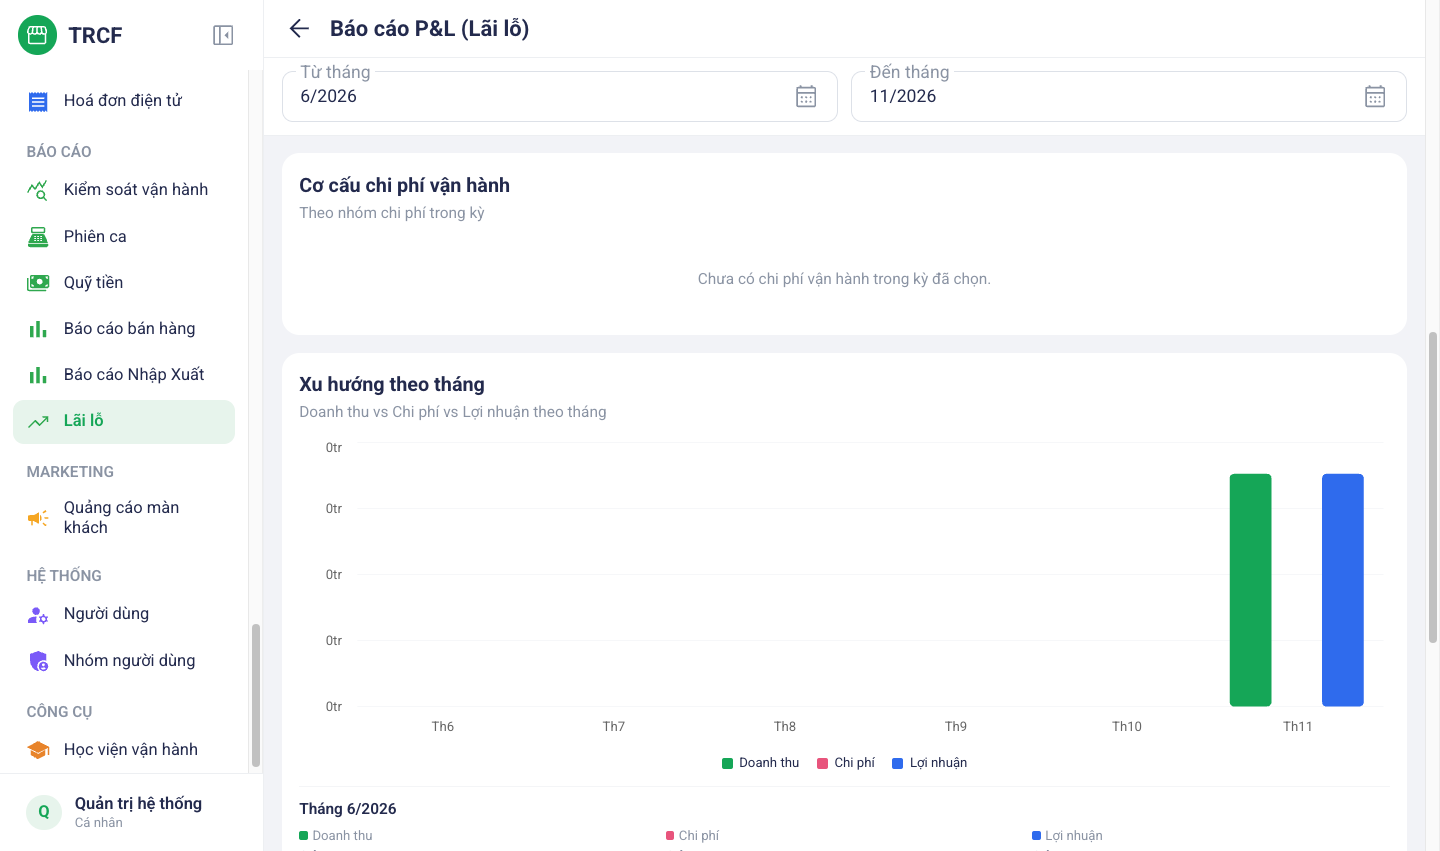 TRCF
Hoá đơn điện tử
BÁO CÁO
Kiểm soát vận hành
Phiên ca
Quỹ tiền
Báo cáo bán hàng
Báo cáo Nhập Xuất
Lãi lỗ
MARKETING
Quảng cáo màn
khách
HỆ THỐNG
Người dùng
Nhóm người dùng
CÔNG CỤ
Học viện vận hành
Q
Quản trị hệ thống
Cá nhân
Báo cáo P&L (Lãi lỗ)
Từ tháng
6/2026
Đến tháng
11/2026
Cơ cấu chi phí vận hành
Theo nhóm chi phí trong kỳ
Chưa có chi phí vận hành trong kỳ đã chọn.
Xu hướng theo tháng
Doanh thu vs Chi phí vs Lợi nhuận theo tháng
0tr
0tr
0tr
0tr
0tr
Th6 Th7 Th8 Th9 Th10 Th11
Doanh thu Chi phí Lợi nhuận
Tháng 6/2026
Doanh thu Chi phí Lợi nhuận